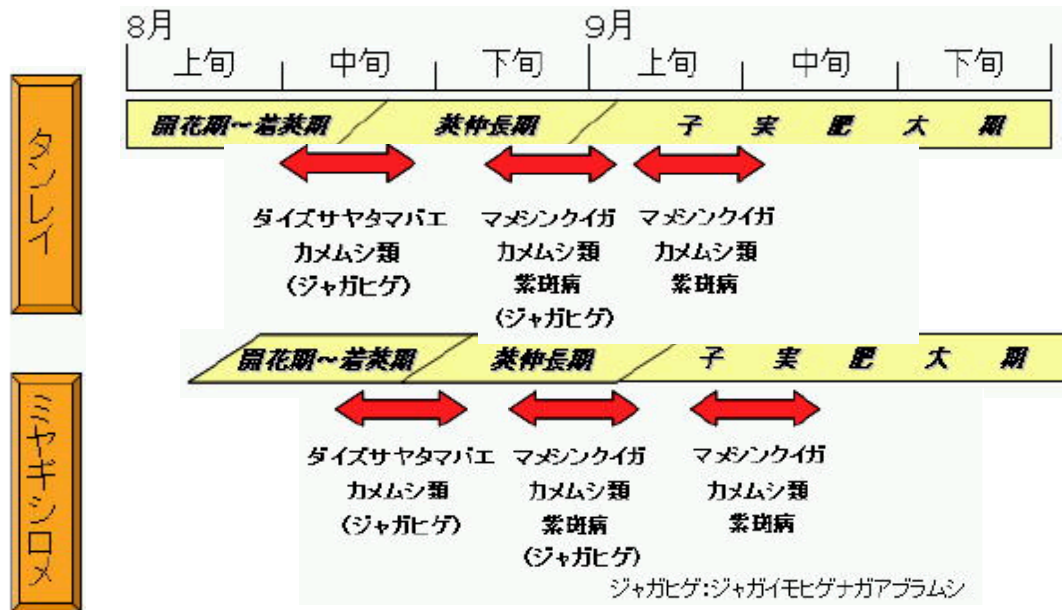 8月 9月
上旬 中旬 下旬 上旬 中旬 下旬
タンレイ
開花期～若莢期 莢伸長期 子実肥大期
ダイズサヤタマバエ マメシンクイガ マメシンクイガ
カメムシ類 カメムシ類 カメムシ類
(ジャガヒゲ) 紫斑病 紫斑病
(ジャガヒゲ)
ミヤギシロメ
開花期～若莢期 莢伸長期 子実肥大期
ダイズサヤタマバエ マメシンクイガ マメシンクイガ
カメムシ類 カメムシ類 カメムシ類
(ジャガヒゲ) 紫斑病 紫斑病
(ジャガヒゲ)
ジャガヒゲ:ジャガイモヒゲナガアブラムシ